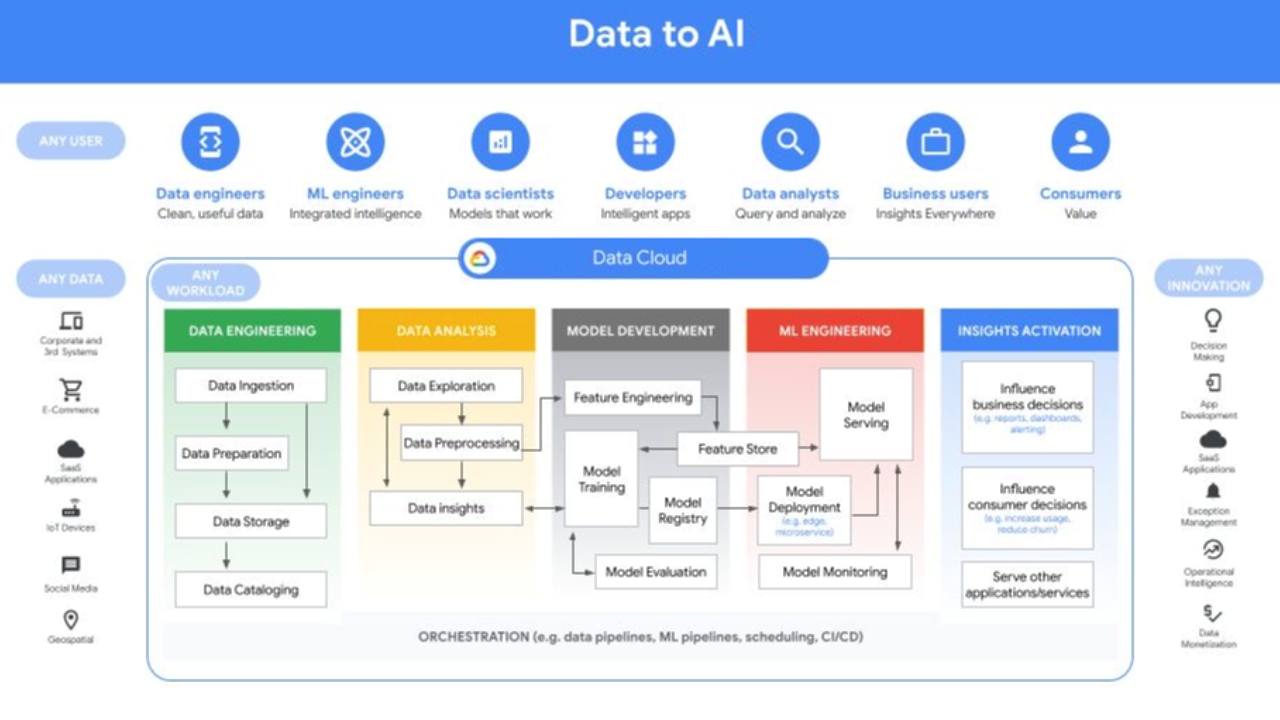 Data to AI
ANY USER
Data engineers
Clean, useful data
ML engineers
Integrated intelligence
Data scientists
Models that work
Developers
Intelligent apps
Data analysts
Query and analyze
Business users
Insights Everywhere
Consumers
Value
Data Cloud
ANY DATA
Corporate and
3rd Systems
E-Commerce
SaaS
Applications
IoT Devices
Social Media
Geospatial
ANY
WORKLOAD
DATA ENGINEERING
Data Ingestion
Data Preparation
Data Storage
Data Cataloging
DATA ANALYSIS
Data Exploration
Data Preprocessing
Data insights
MODEL DEVELOPMENT
Feature Engineering
Feature Store
Model
Training
Model
Registry
Model Evaluation
ML ENGINEERING
Model
Serving
Model
Deployment
(e.g. edge,
microservice)
Model Monitoring
INSIGHTS ACTIVATION
Influence
business decisions
(e.g. reports, dashboards,
alerting)
Influence
consumer decisions
(e.g. increase usage,
reduce churn)
Serve other
applications/services
ORCHESTRATION (e.g. data pipelines, ML pipelines, scheduling, CI/CD)
ANY
INNOVATION
Decision
Making
App
Development
SaaS
Applications
Exception
Management
Operational
Intelligence
Data
Monetization